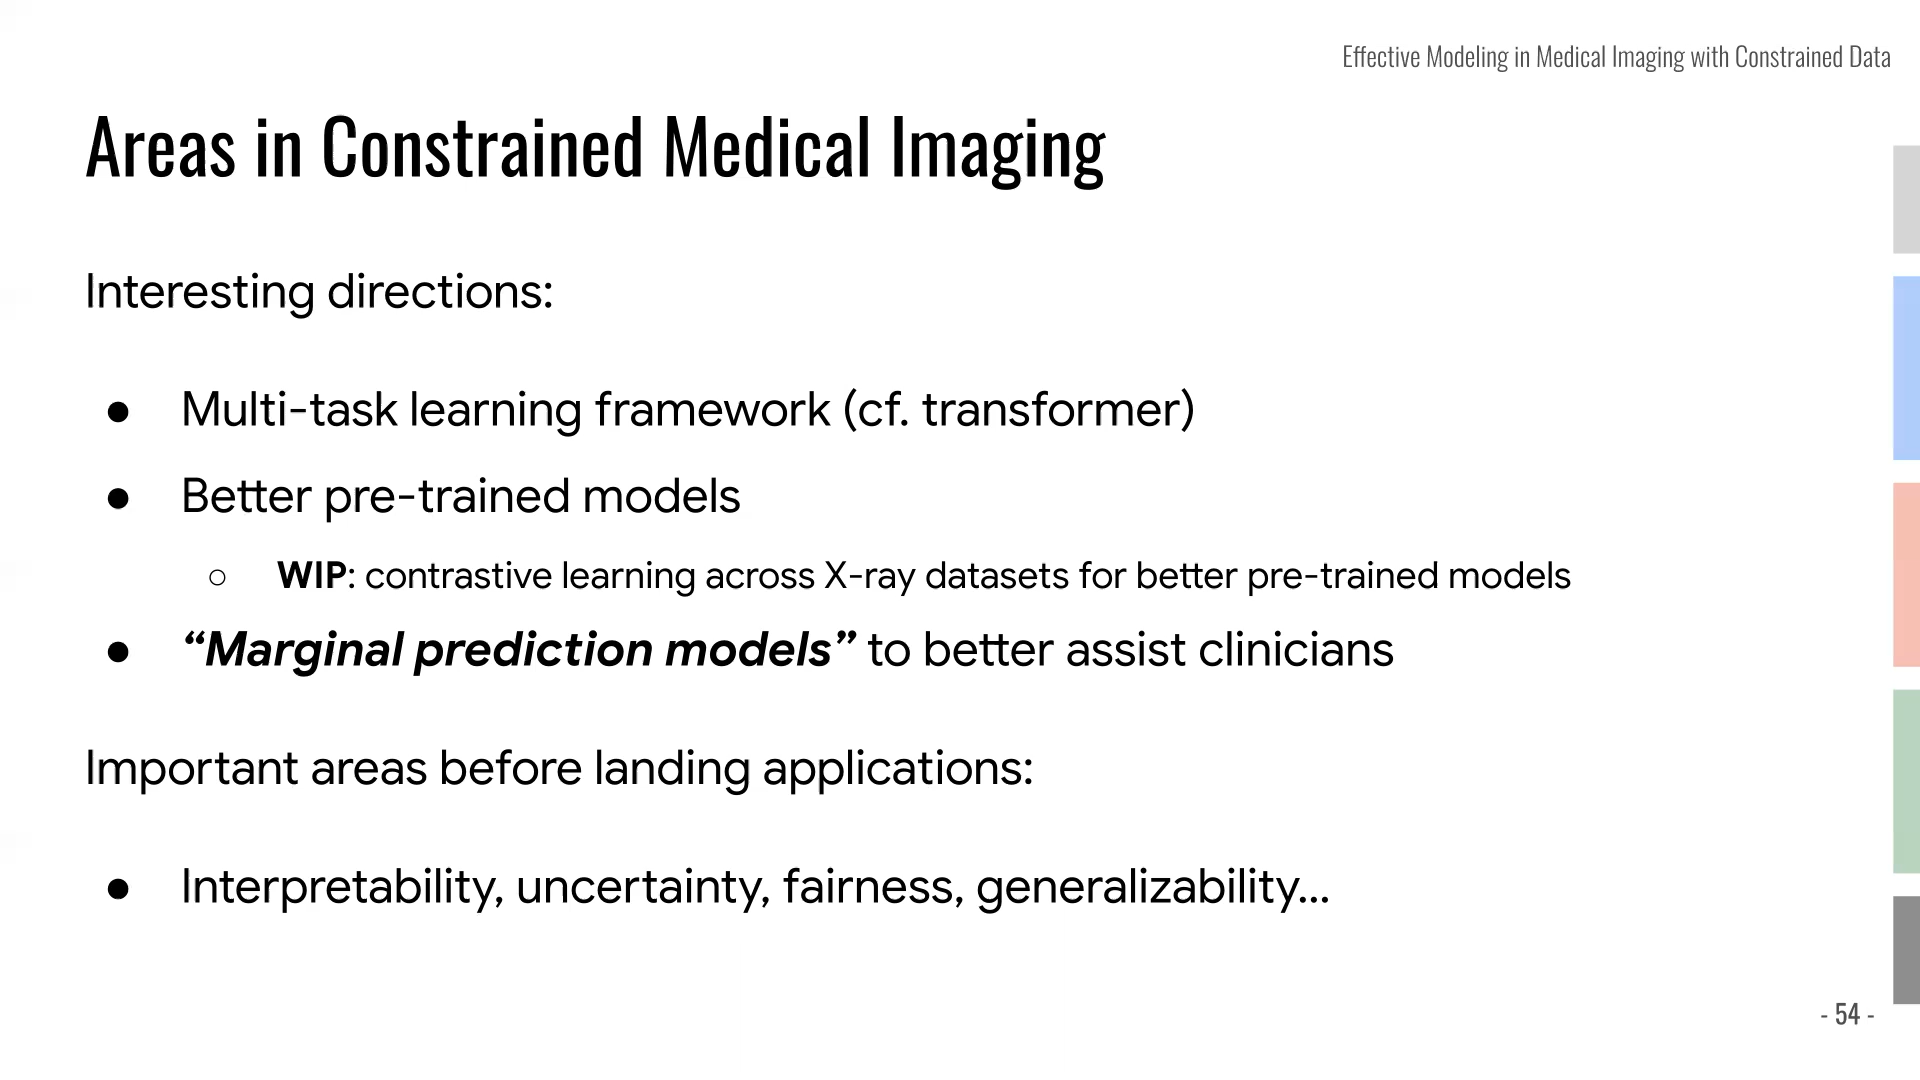 Effective Modeling in Medical Imaging with Constrained Data
Areas in Constrained Medical Imaging
Interesting directions:
● Multi-task learning framework (cf. transformer)
● Better pre-trained models
○ WIP: contrastive learning across X-ray datasets for better pre-trained models
● “Marginal prediction models” to better assist clinicians
Important areas before landing applications:
● Interpretability, uncertainty, fairness, generalizability...
- 54 -